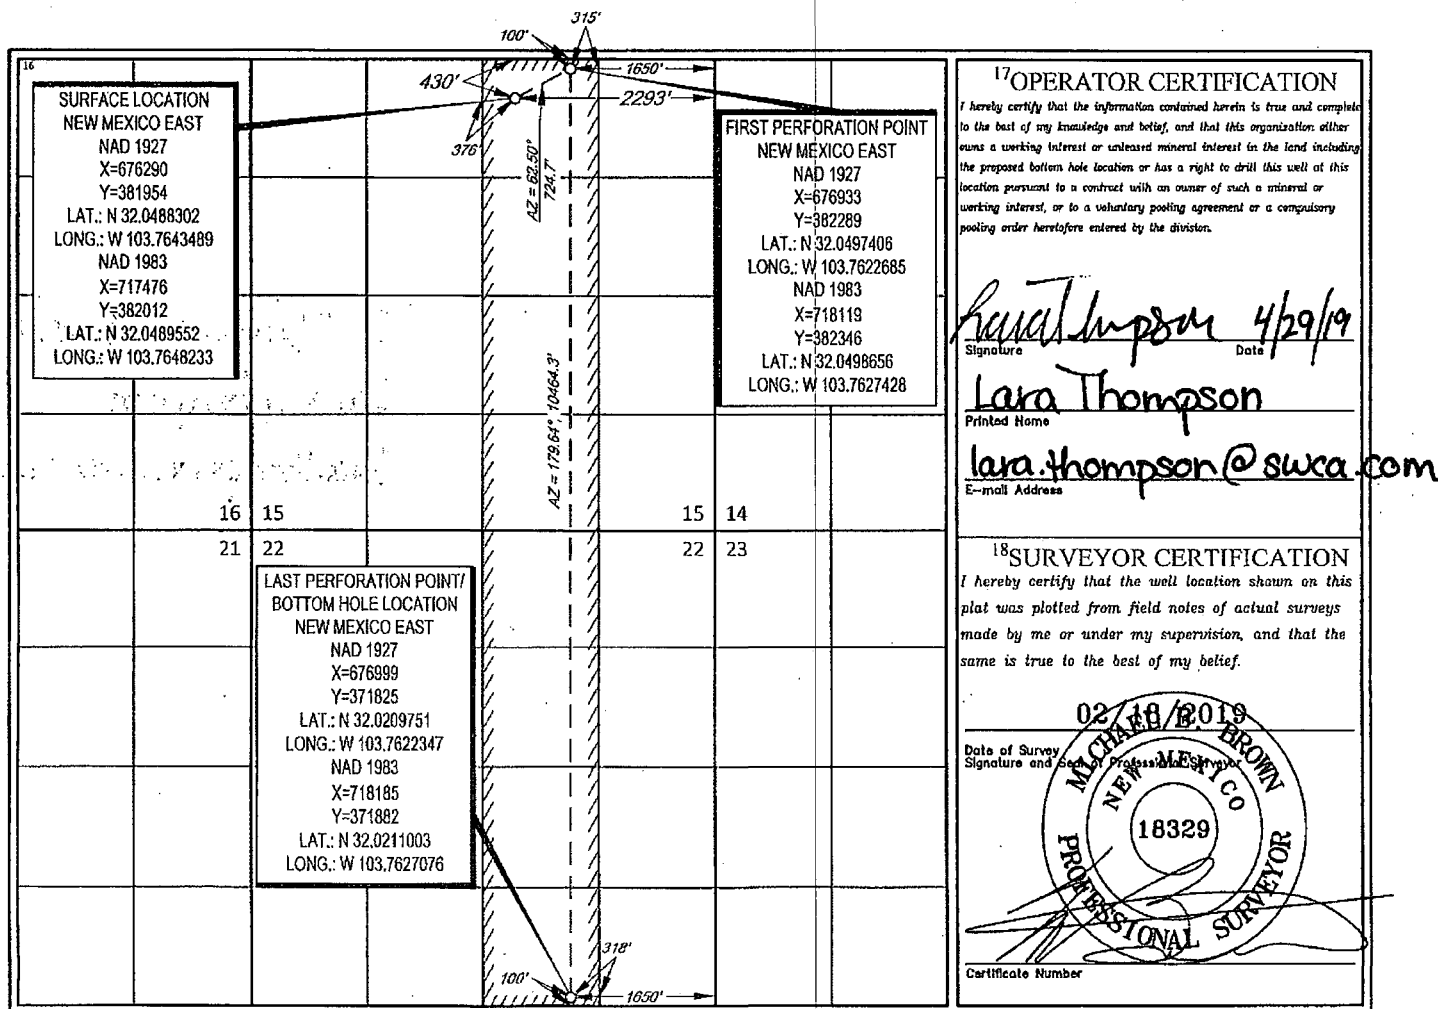 315'
100'
16
430'
1650'
2293'
376'
AZ = 62.50°
724.7'
SURFACE LOCATION
NEW MEXICO EAST
NAD 1927
X=676290
Y=381954
LAT.: N 32.0488302
LONG.: W 103.7643489
NAD 1983
X=717476
Y=382012
LAT.: N 32.0489552
LONG.: W 103.7648233
FIRST PERFORATION POINT
NEW MEXICO EAST
NAD 1927
X=676933
Y=382289
LAT.: N 32.0497406
LONG.: W 103.7622685
NAD 1983
X=718119
Y=382346
LAT.: N 32.0498656
LONG.: W 103.7627428
AZ = 179.64°, 10464.3'
16 15
15 14
21 22
22 23
LAST PERFORATION POINT/
BOTTOM HOLE LOCATION
NEW MEXICO EAST
NAD 1927
X=676999
Y=371825
LAT.: N 32.0209751
LONG.: W 103.7622347
NAD 1983
X=718185
Y=371882
LAT.: N 32.0211003
LONG.: W 103.7627076
318'
100'
1650'
17 OPERATOR CERTIFICATION
I hereby certify that the information contained herein is true and complete
to the best of my knowledge and belief, and that this organization either
owns a working interest or unleased mineral interest in the land including
the proposed bottom hole location or has a right to drill this well at this
location pursuant to a contract with an owner of such a mineral or
working interest, or to a voluntary pooling agreement or a compulsory
pooling order heretofore entered by the division.
Lara Thompson 4/29/19
Signature Date
Lara Thompson
Printed Name
lara.thompson@swca.com
E-mail Address
18 SURVEYOR CERTIFICATION
I hereby certify that the well location shown on this
plat was plotted from field notes of actual surveys
made by me or under my supervision, and that the
same is true to the best of my belief.
02/18/2019
Date of Survey
Signature and Seal of Professional Surveyor
MICHAEL B. BROWN
NEW MEXICO
18329
PROFESSIONAL SURVEYOR
Certificate Number